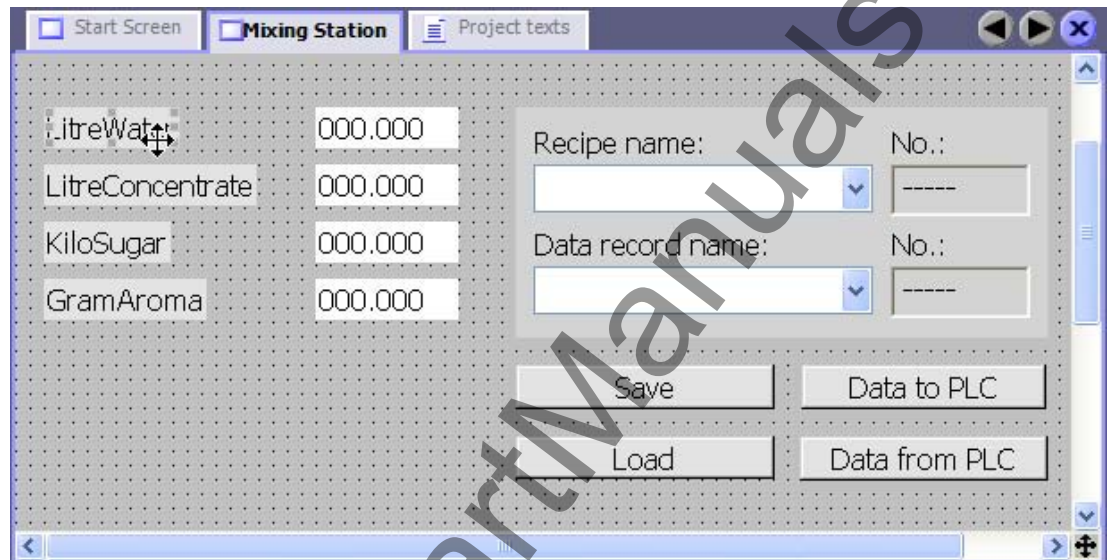 Start Screen
Mixing Station
Project texts
LitreWater
000.000
LitreConcentrate
000.000
KiloSugar
000.000
GramAroma
000.000
Recipe name:
No.:
-----
Data record name:
No.:
-----
Save
Data to PLC
Load
Data from PLC